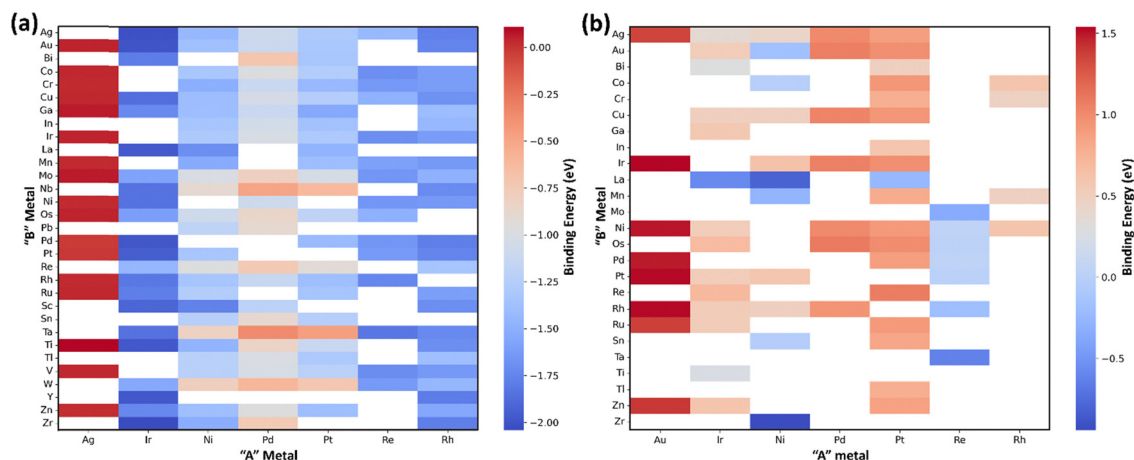 (a)
"B" Metal
Ag
Au
Bi
Co
Cr
Cu
Ga
In
Ir
La
Mn
Mo
Nb
Ni
Os
Pb
Pd
Pt
Re
Rh
Ru
Sc
Sn
Ta
Ti
Tl
V
W
Y
Zn
Zr
Ag Ir Ni Pd Pt Re Rh
"A" Metal
0.00
−0.25
−0.50
−0.75
−1.00
−1.25
−1.50
−1.75
−2.00
Binding Energy (eV)
(b)
"B" Metal
Ag
Au
Bi
Co
Cr
Cu
Ga
In
Ir
La
Mn
Mo
Ni
Os
Pd
Pt
Re
Rh
Ru
Sn
Ta
Ti
Tl
Zn
Zr
Au Ir Ni Pd Pt Re Rh
"A" metal
1.5
1.0
0.5
0.0
−0.5
Binding Energy (eV)